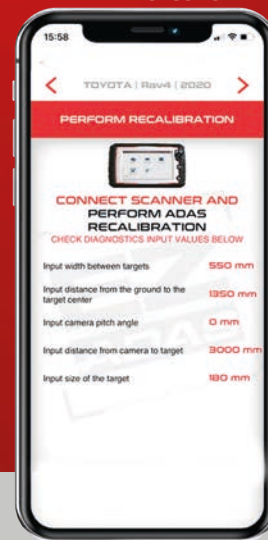 15:58
TOYOTA | Rav4 | 2020
PERFORM RECALIBRATION
CONNECT SCANNER AND
PERFORM ADAS
RECALIBRATION
CHECK DIAGNOSTICS INPUT VALUES BELOW
Input width between targets 550 mm
Input distance from the ground to the
target center 1350 mm
Input camera pitch angle 0 mm
Input distance from camera to target 3000 mm
Input size of the target 180 mm